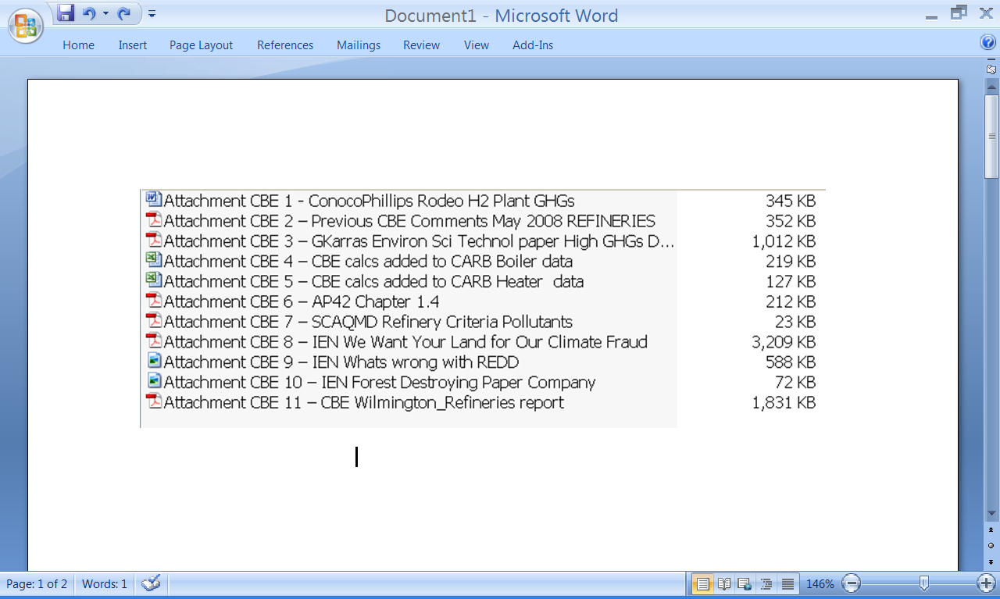 Document1 - Microsoft Word
Home Insert Page Layout References Mailings Review View Add-Ins
Attachment CBE 1 - ConocoPhillips Rodeo H2 Plant GHGs 345 KB
Attachment CBE 2 – Previous CBE Comments May 2008 REFINERIES 352 KB
Attachment CBE 3 – GKarras Environ Sci Technol paper High GHGs D... 1,012 KB
Attachment CBE 4 – CBE calcs added to CARB Boiler data 219 KB
Attachment CBE 5 – CBE calcs added to CARB Heater  data 127 KB
Attachment CBE 6 – AP42 Chapter 1.4 212 KB
Attachment CBE 7 – SCAQMD Refinery Criteria Pollutants 23 KB
Attachment CBE 8 – IEN We Want Your Land for Our Climate Fraud 3,209 KB
Attachment CBE 9 – IEN Whats wrong with REDD 588 KB
Attachment CBE 10 – IEN Forest Destroying Paper Company 72 KB
Attachment CBE 11 – CBE Wilmington_Refineries report 1,831 KB
Page: 1 of 2 Words: 1 146%